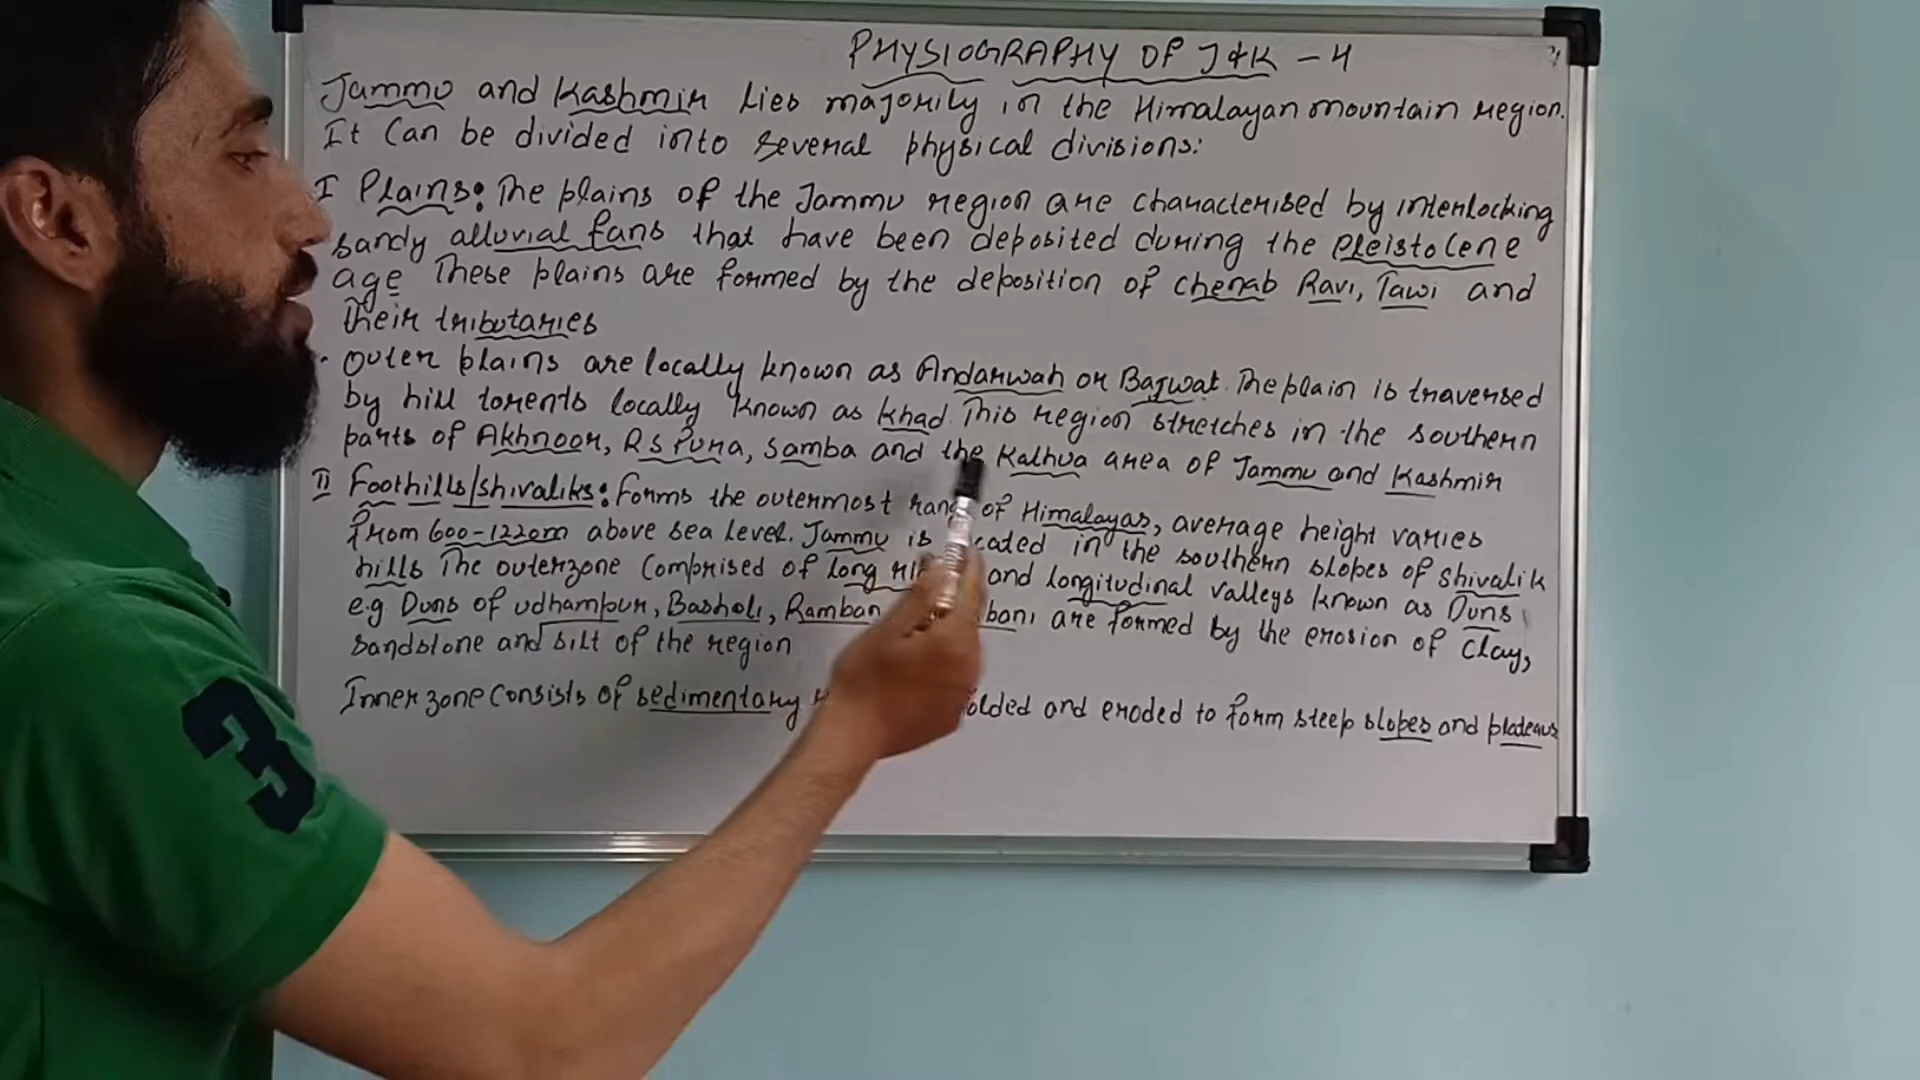 PHYSIOGRAPHY OF J&K - 4
Jammu and Kashmir lies majorily in the Himalayan mountain region.
It Can be divided into several physical divisions:
I Plains: The plains of the Jammu region are characterised by interlocking
sandy alluvial fans that have been deposited during the Pleistocene
age These plains are formed by the deposition of chenab Ravi, Tawi and
their tributaries
• Outer plains are locally known as Andarwah or Bajwat. The plain is traversed
by hill torents locally known as khad. This region stretches in the southern
parts of Akhnoor, RS Pura, Samba and the Kathua area of Jammu and Kashmir
II Foothills/shivaliks: Forms the outermost of Himalayas, average height varies
from 600-1220m above sea level. Jammu is in the southern slopes of shivalik
hills The outerzone Comprised of long and longitudinal valleys known as Duns
e.g Duns of udhampur, Basholi, Ramban are formed by the erosion of Clay,
sandstone and silt of the region
Inner zone Consists of sedimentary and eroded to form steep slopes and plateaus
3